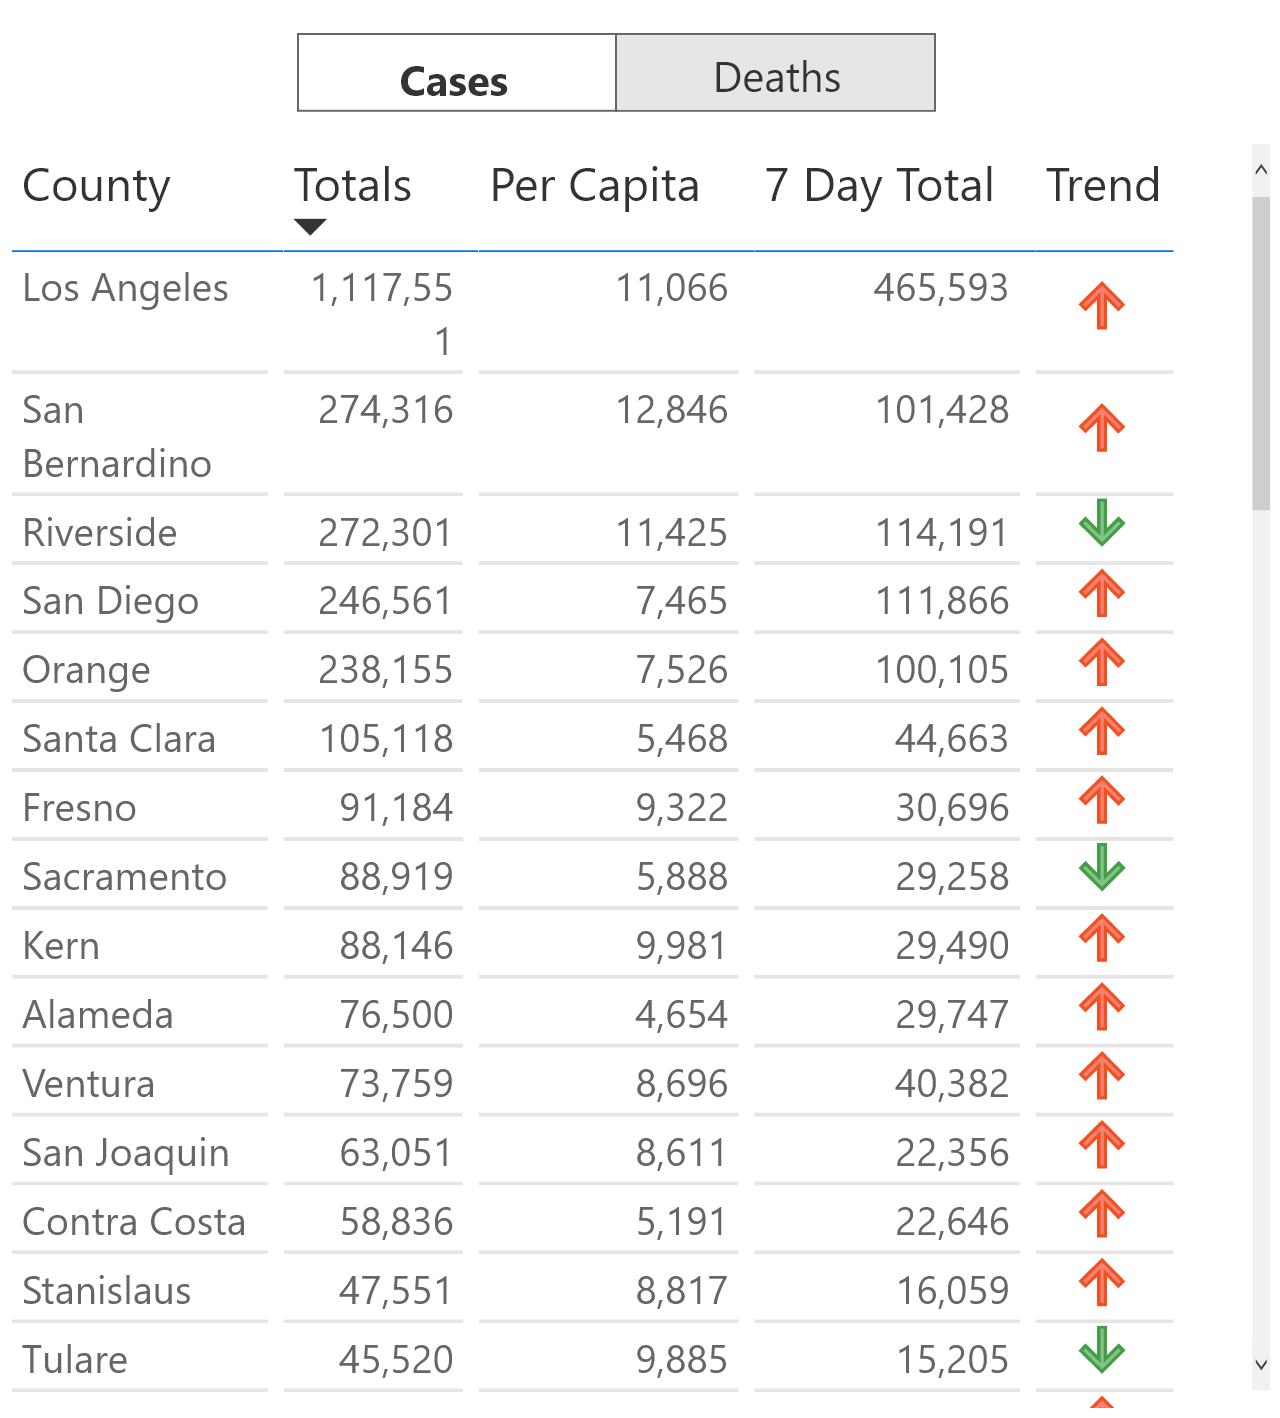 Cases Deaths
County Totals Per Capita 7 Day Total Trend
Los Angeles 1,117,55 11,066 465,593
1
San 274,316 12,846 101,428
Bernardino
Riverside 272,301 11,425 114,191
San Diego 246,561 7,465 111,866
Orange 238,155 7,526 100,105
Santa Clara 105,118 5,468 44,663
Fresno 91,184 9,322 30,696
Sacramento 88,919 5,888 29,258
Kern 88,146 9,981 29,490
Alameda 76,500 4,654 29,747
Ventura 73,759 8,696 40,382
San Joaquin 63,051 8,611 22,356
Contra Costa 58,836 5,191 22,646
Stanislaus 47,551 8,817 16,059
Tulare 45,520 9,885 15,205